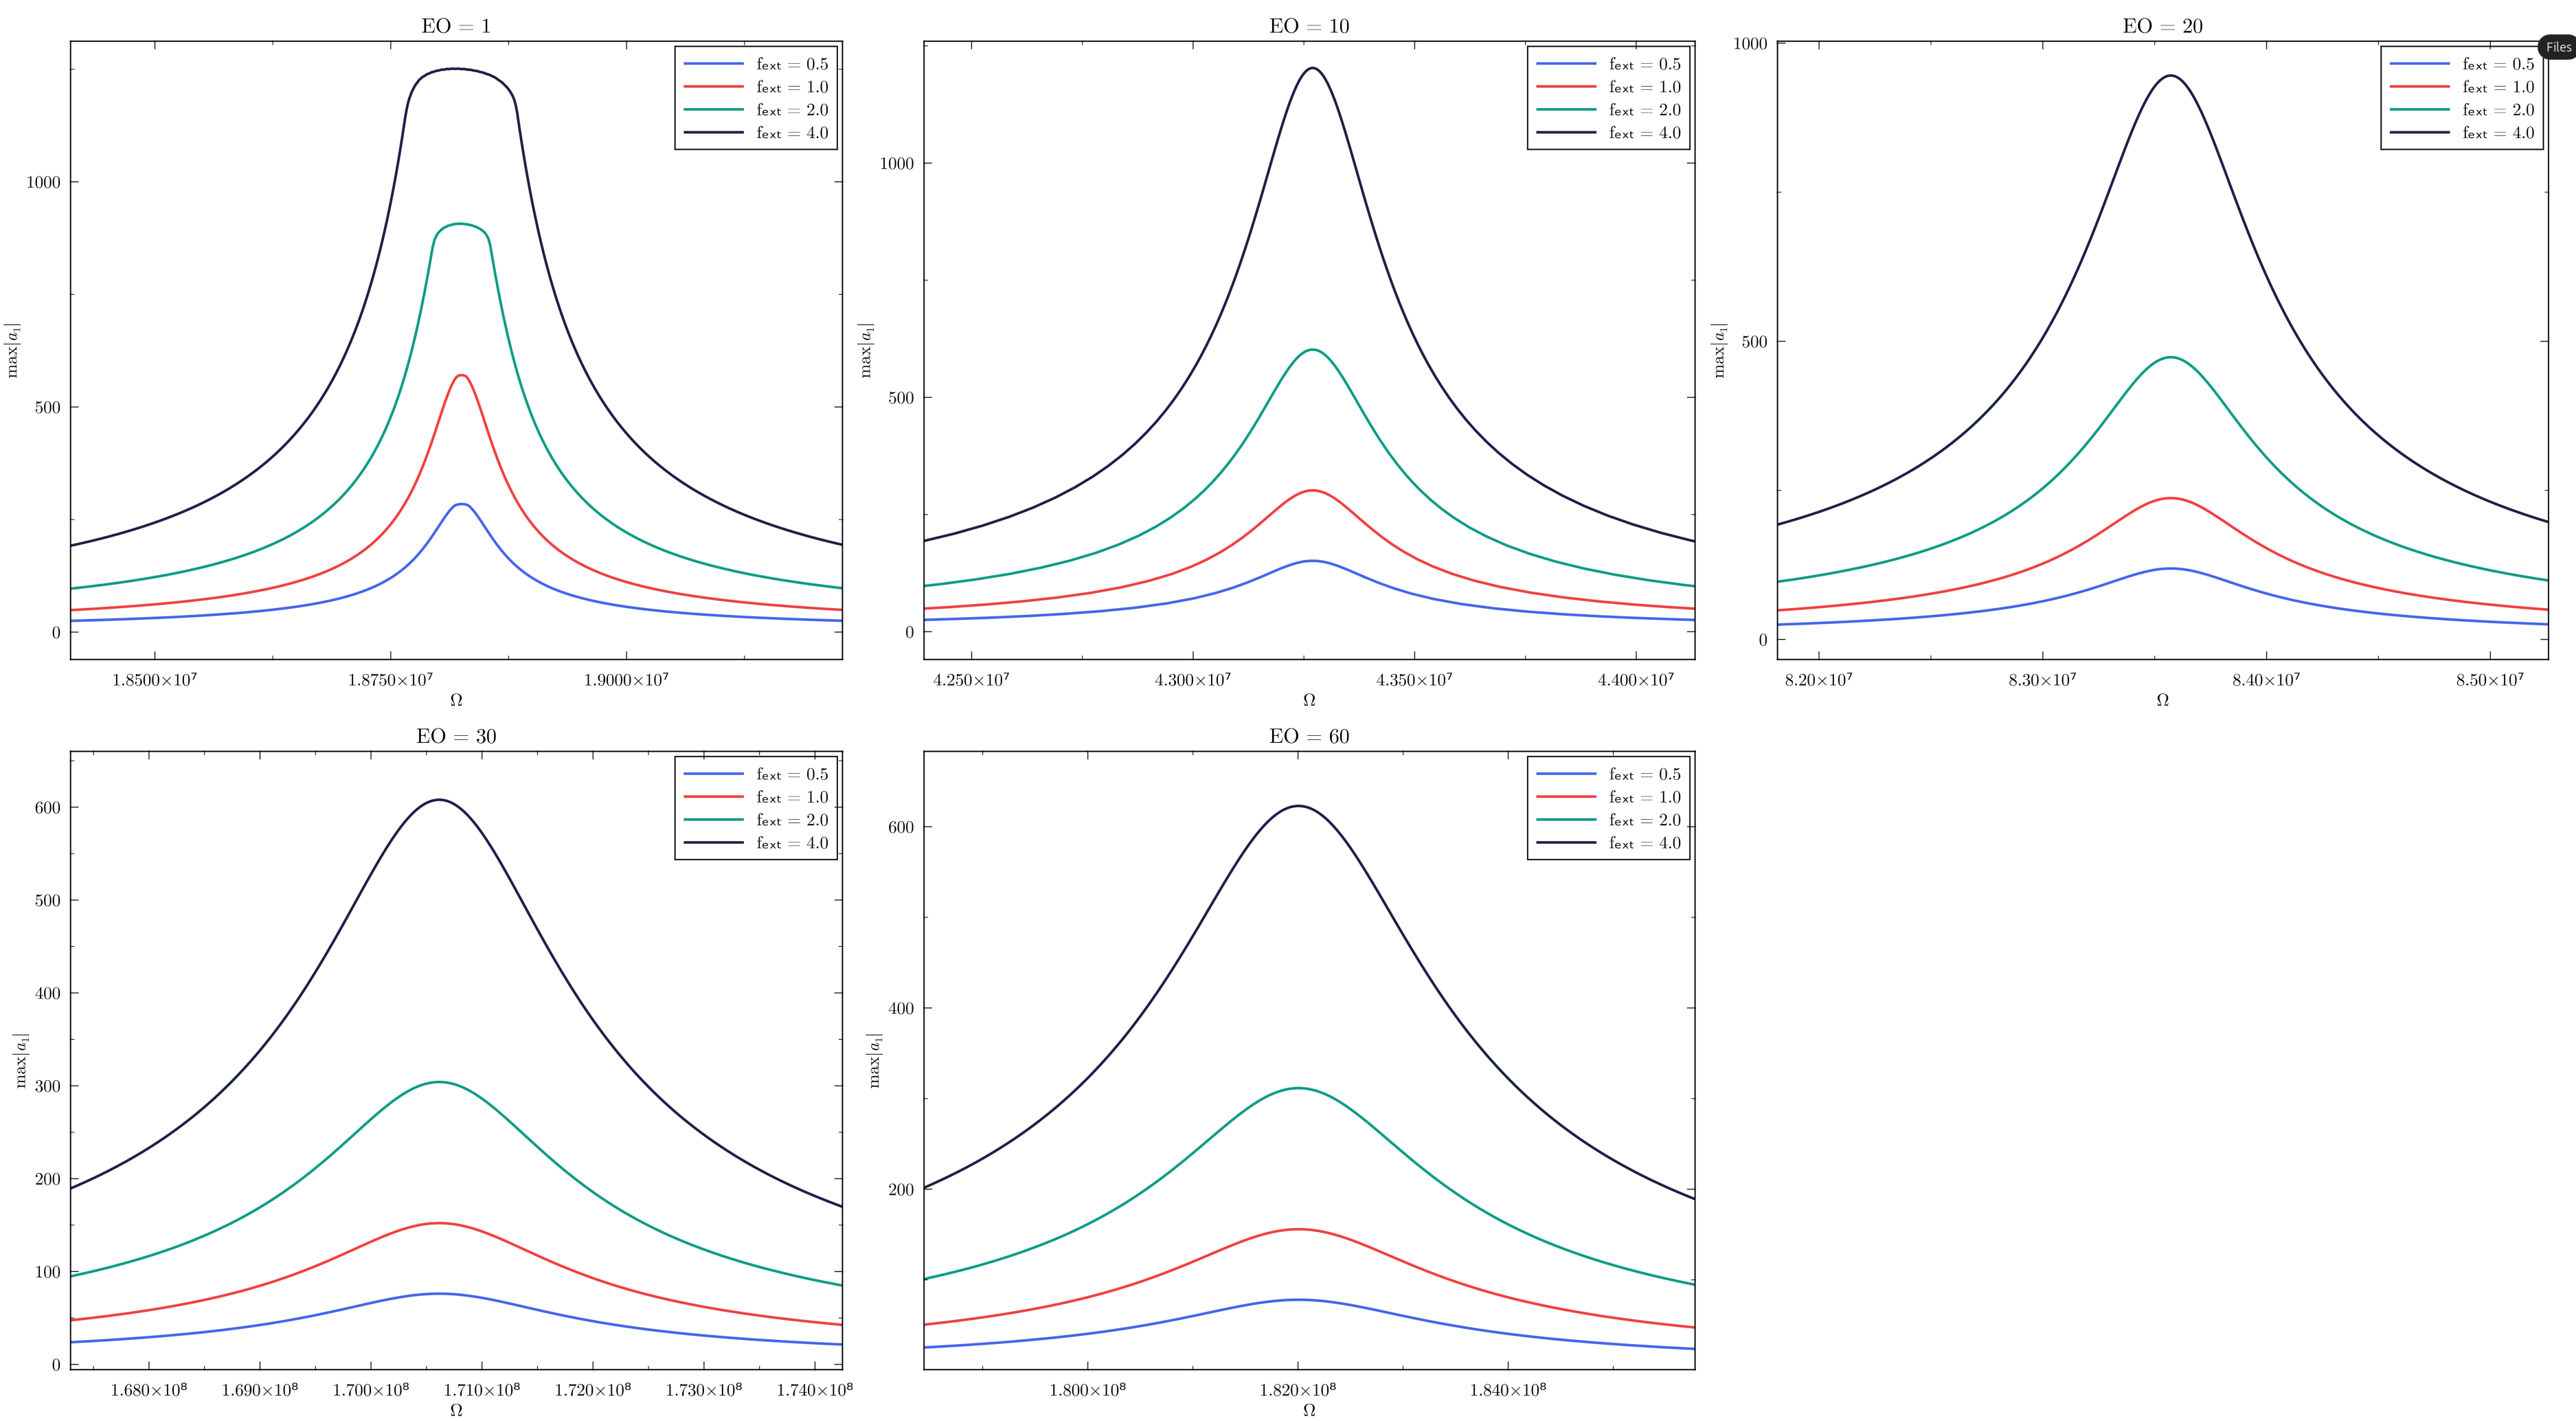 EO = 1
fₑₓₜ = 0.5
fₑₓₜ = 1.0
fₑₓₜ = 2.0
fₑₓₜ = 4.0
1000
500
0
max|a₁|
1.8500×10⁷
1.8750×10⁷
1.9000×10⁷
Ω
EO = 10
fₑₓₜ = 0.5
fₑₓₜ = 1.0
fₑₓₜ = 2.0
fₑₓₜ = 4.0
1000
500
0
max|a₁|
4.250×10⁷
4.300×10⁷
4.350×10⁷
4.400×10⁷
Ω
EO = 20
Files
fₑₓₜ = 0.5
fₑₓₜ = 1.0
fₑₓₜ = 2.0
fₑₓₜ = 4.0
1000
500
0
max|a₁|
8.20×10⁷
8.30×10⁷
8.40×10⁷
8.50×10⁷
Ω
EO = 30
fₑₓₜ = 0.5
fₑₓₜ = 1.0
fₑₓₜ = 2.0
fₑₓₜ = 4.0
600
500
400
300
200
100
0
max|a₁|
1.680×10⁸
1.690×10⁸
1.700×10⁸
1.710×10⁸
1.720×10⁸
1.730×10⁸
1.740×10⁸
Ω
EO = 60
fₑₓₜ = 0.5
fₑₓₜ = 1.0
fₑₓₜ = 2.0
fₑₓₜ = 4.0
600
400
200
max|a₁|
1.800×10⁸
1.820×10⁸
1.840×10⁸
Ω